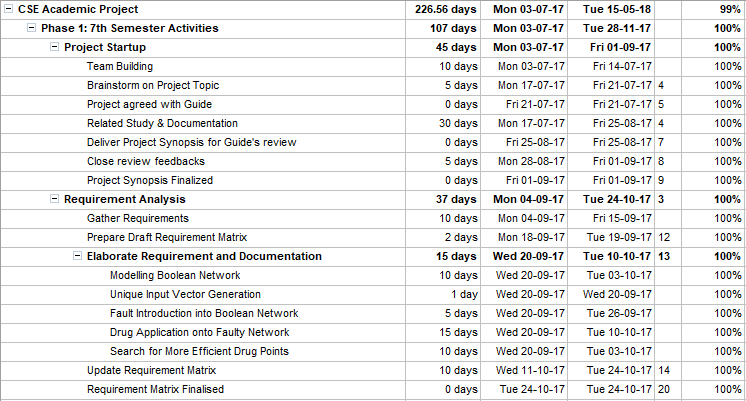 CSE Academic Project 226.56 days Mon 03-07-17 Tue 15-05-18 99%
Phase 1: 7th Semester Activities 107 days Mon 03-07-17 Tue 28-11-17 100%
Project Startup 45 days Mon 03-07-17 Fri 01-09-17 100%
Team Building 10 days Mon 03-07-17 Fri 14-07-17 100%
Brainstorm on Project Topic 5 days Mon 17-07-17 Fri 21-07-17 4 100%
Project agreed with Guide 0 days Fri 21-07-17 Fri 21-07-17 5 100%
Related Study & Documentation 30 days Mon 17-07-17 Fri 25-08-17 4 100%
Deliver Project Synopsis for Guide's review 0 days Fri 25-08-17 Fri 25-08-17 7 100%
Close review feedbacks 5 days Mon 28-08-17 Fri 01-09-17 8 100%
Project Synopsis Finalized 0 days Fri 01-09-17 Fri 01-09-17 9 100%
Requirement Analysis 37 days Mon 04-09-17 Tue 24-10-17 3 100%
Gather Requirements 10 days Mon 04-09-17 Fri 15-09-17 100%
Prepare Draft Requirement Matrix 2 days Mon 18-09-17 Tue 19-09-17 12 100%
Elaborate Requirement and Documentation 15 days Wed 20-09-17 Tue 10-10-17 13 100%
Modelling Boolean Network 10 days Wed 20-09-17 Tue 03-10-17 100%
Unique Input Vector Generation 1 day Wed 20-09-17 Wed 20-09-17 100%
Fault Introduction into Boolean Network 5 days Wed 20-09-17 Tue 26-09-17 100%
Drug Application onto Faulty Network 15 days Wed 20-09-17 Tue 10-10-17 100%
Search for More Efficient Drug Points 10 days Wed 20-09-17 Tue 03-10-17 100%
Update Requirement Matrix 10 days Wed 11-10-17 Tue 24-10-17 14 100%
Requirement Matrix Finalised 0 days Tue 24-10-17 Tue 24-10-17 20 100%